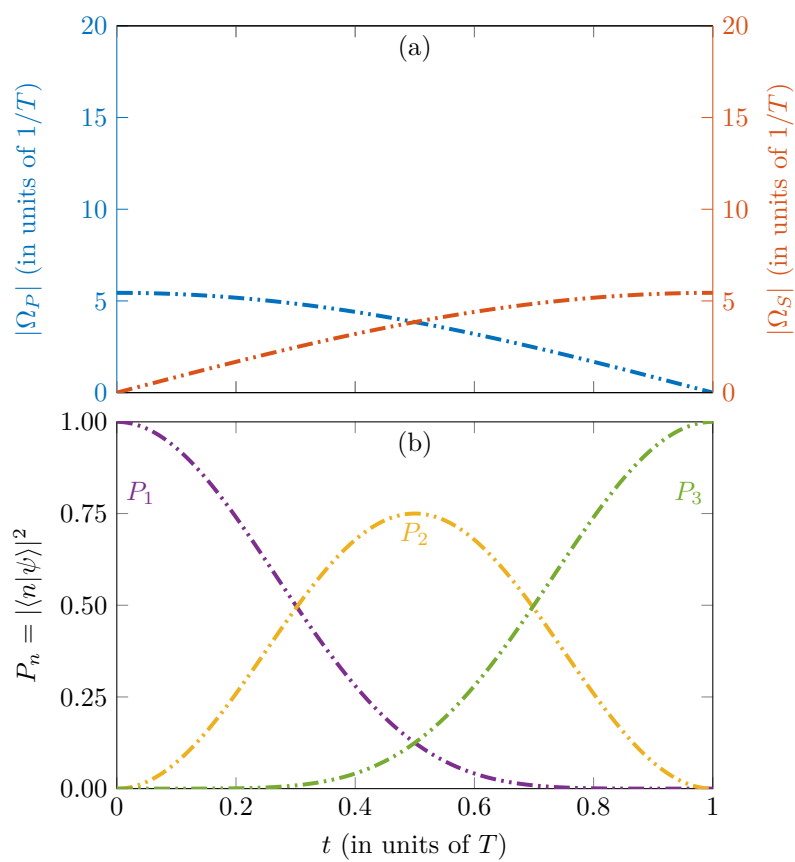 (a)
20
15
10
5
0
|Ω_P| (in units of 1/T)
20
15
10
5
0
|Ω_S| (in units of 1/T)
(b)
1.00
0.75
0.50
0.25
0.00
P_n = |⟨n|ψ⟩|²
P_1
P_2
P_3
0 0.2 0.4 0.6 0.8 1
t (in units of T)